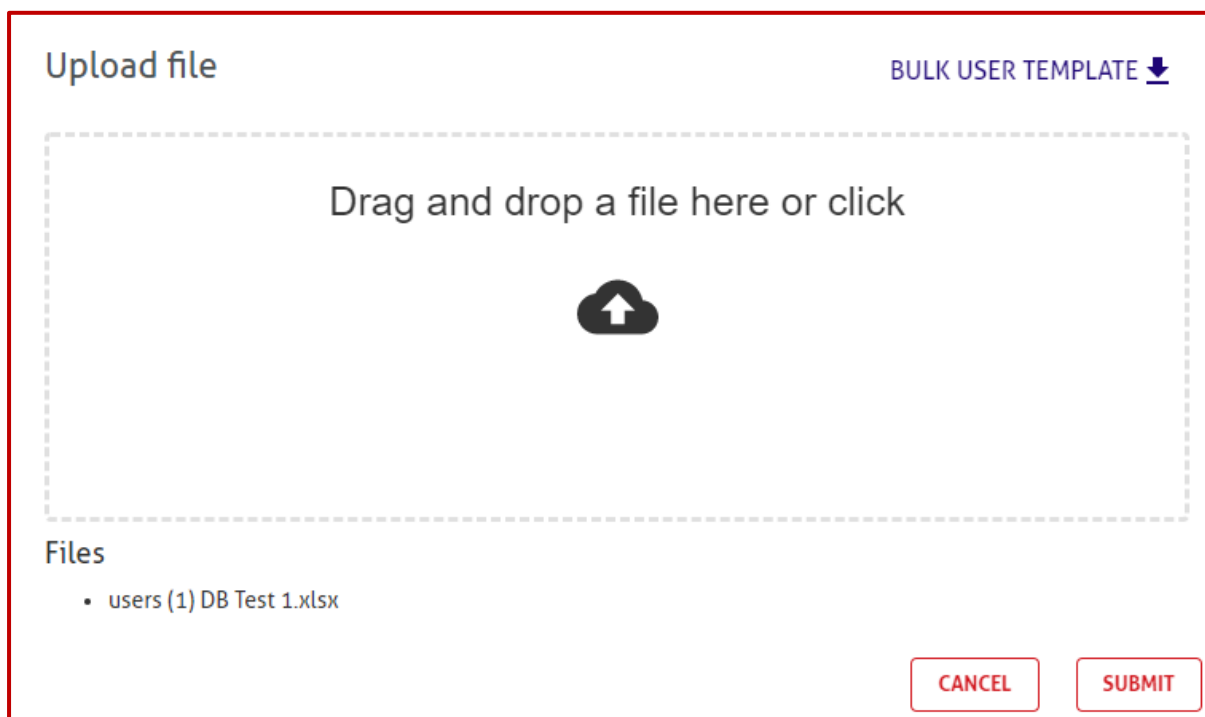 Upload file
BULK USER TEMPLATE
Drag and drop a file here or click
Files
• users (1) DB Test 1.xlsx
CANCEL
SUBMIT